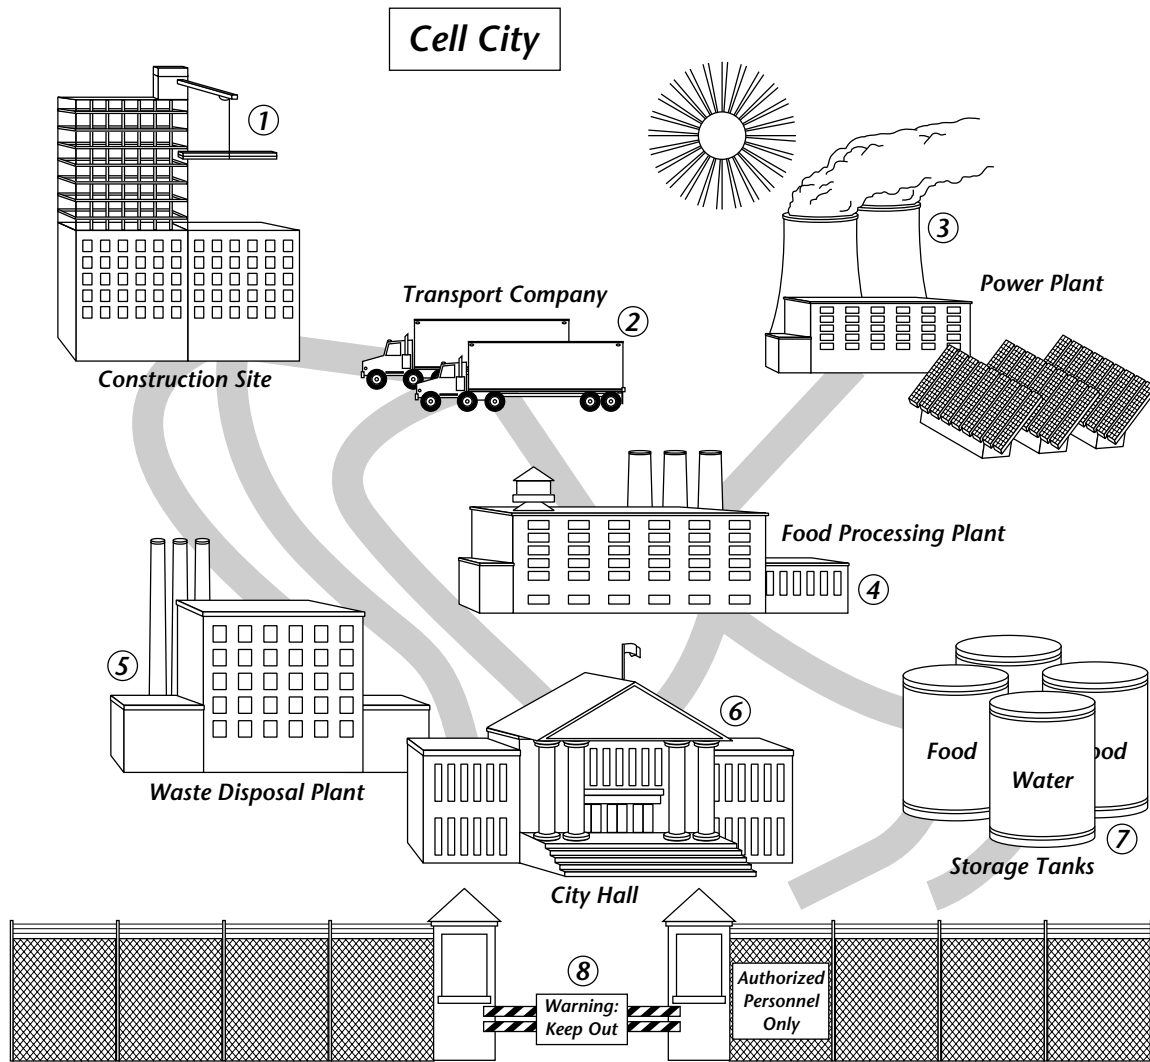 Cell City
1
3
Power Plant
Transport Company
2
Construction Site
Food Processing Plant
4
5
Waste Disposal Plant
6
City Hall
Food
Water
ood
7
Storage Tanks
8
Warning:
Keep Out
Authorized
Personnel
Only